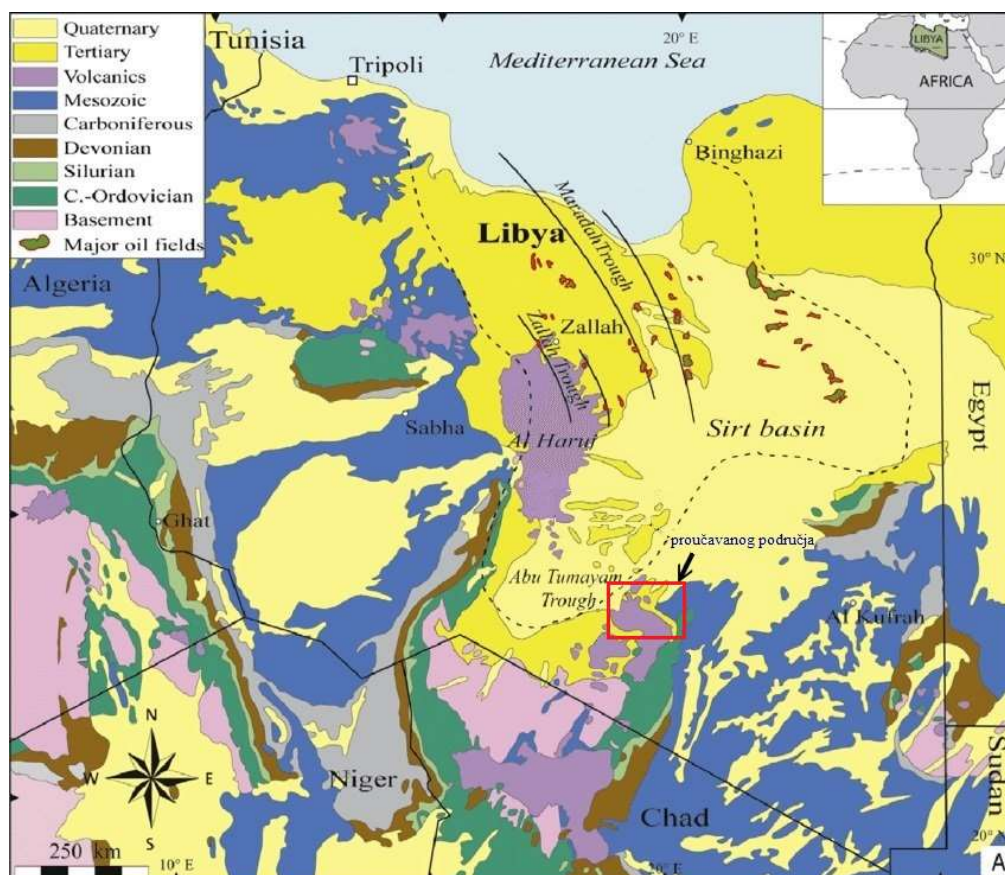 Quaternary
Tertiary
Volcanics
Mesozoic
Carboniferous
Devonian
Silurian
C.-Ordovician
Basement
Major oil fields
Tunisia
Tripoli
Mediterranean Sea
20° E
LIBYA
AFRICA
Binghazi
Libya
Maradah Trough
30° N
Algeria
Zallah
Zallah Trough
Egypt
Sabha
Al Haruj
Sirt basin
Ghat
proučavanog područja
Abu Tumayam
Trough
Al Kufrah
N
W
E
S
Niger
Chad
Sudan
20° N
250 km
10° E
20° E
A